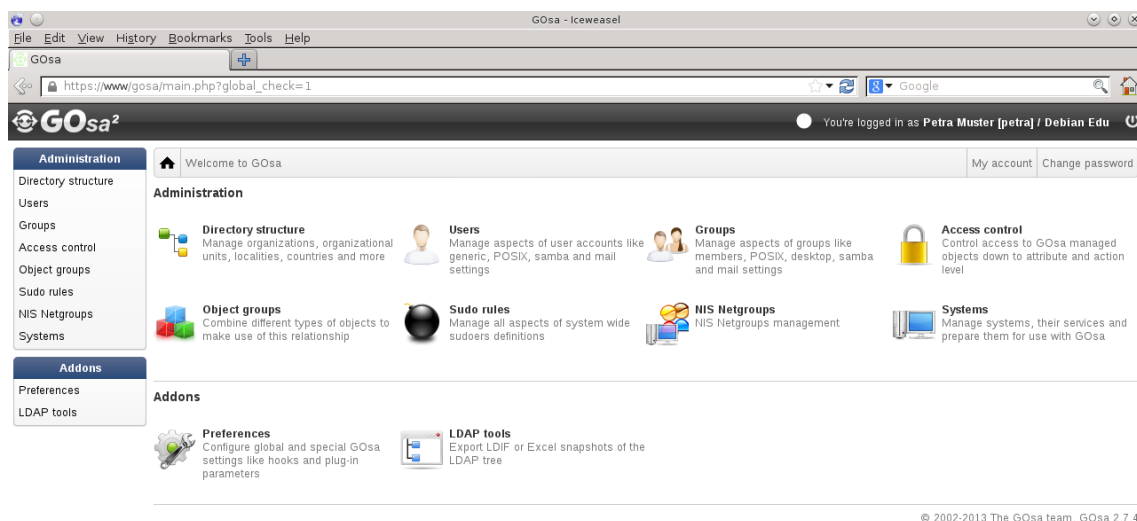 GOsa - Iceweasel
File Edit View History Bookmarks Tools Help
GOsa
https://www/gosa/main.php?global_check=1
Google
GOsa²
You're logged in as Petra Muster [petra] / Debian Edu
Administration
Directory structure
Users
Groups
Access control
Object groups
Sudo rules
NIS Netgroups
Systems
Addons
Preferences
LDAP tools
Welcome to GOsa
My account
Change password
Administration
Directory structure
Manage organizations, organizational
units, localities, countries and more
Users
Manage aspects of user accounts like
generic, POSIX, samba and mail
settings
Groups
Manage aspects of groups like
members, POSIX, desktop, samba
and mail settings
Access control
Control access to GOsa managed
objects down to attribute and action
level
Object groups
Combine different types of objects to
make use of this relationship
Sudo rules
Manage all aspects of system wide
sudoers definitions
NIS Netgroups
NIS Netgroups management
Systems
Manage systems, their services and
prepare them for use with GOsa
Addons
Preferences
Configure global and special GOsa
settings like hooks and plug-in
parameters
LDAP tools
Export LDIF or Excel snapshots of the
LDAP tree
© 2002-2013 The GOsa team, GOsa 2.7.4